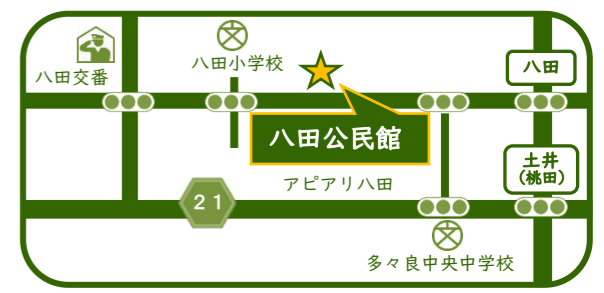 八田交番
八田小学校
八田
八田公民館
土井
(桃田)
アピアリ八田
21
多々良中央中学校